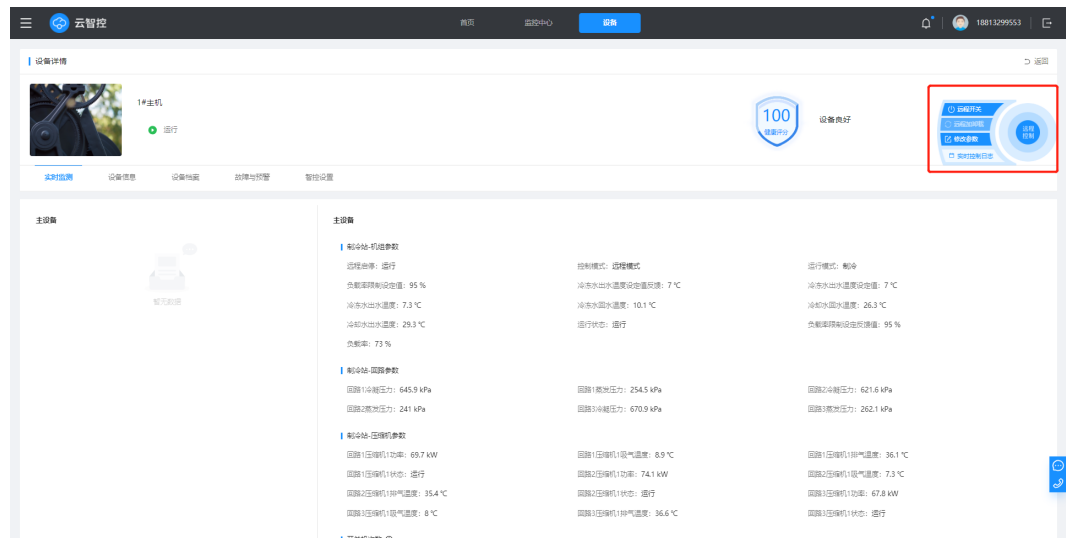 云智控
首页
监控中心
设备
18813299553
设备详情
返回
1#主机
运行
100
健康评分
设备良好
远程开关
远程加卸载
修改参数
实时控制日志
远程
控制
实时监测
设备信息
设备档案
故障与预警
智控设置
主设备
暂无数据
主设备
制冷站-机组参数
远程启停：运行
控制模式：远程模式
运行模式：制冷
负载率限制设定值：95 %
冷冻水出水温度设定值反馈：7 ℃
冷冻水出水温度设定值：7 ℃
冷冻水出水温度：7.3 ℃
冷冻水回水温度：10.1 ℃
冷却水回水温度：26.3 ℃
冷却水出水温度：29.3 ℃
运行状态：运行
负载率限制设定反馈值：95 %
负载率：73 %
制冷站-回路参数
回路1冷凝压力：645.9 kPa
回路1蒸发压力：254.5 kPa
回路2冷凝压力：621.6 kPa
回路2蒸发压力：241 kPa
回路3冷凝压力：670.9 kPa
回路3蒸发压力：262.1 kPa
制冷站-压缩机参数
回路1压缩机1功率：69.7 kW
回路1压缩机1吸气温度：8.9 ℃
回路1压缩机1排气温度：36.1 ℃
回路1压缩机1状态：运行
回路2压缩机1功率：74.1 kW
回路2压缩机1吸气温度：7.3 ℃
回路2压缩机1排气温度：35.4 ℃
回路2压缩机1状态：运行
回路3压缩机1功率：67.8 kW
回路3压缩机1吸气温度：8 ℃
回路3压缩机1排气温度：36.6 ℃
回路3压缩机1状态：运行